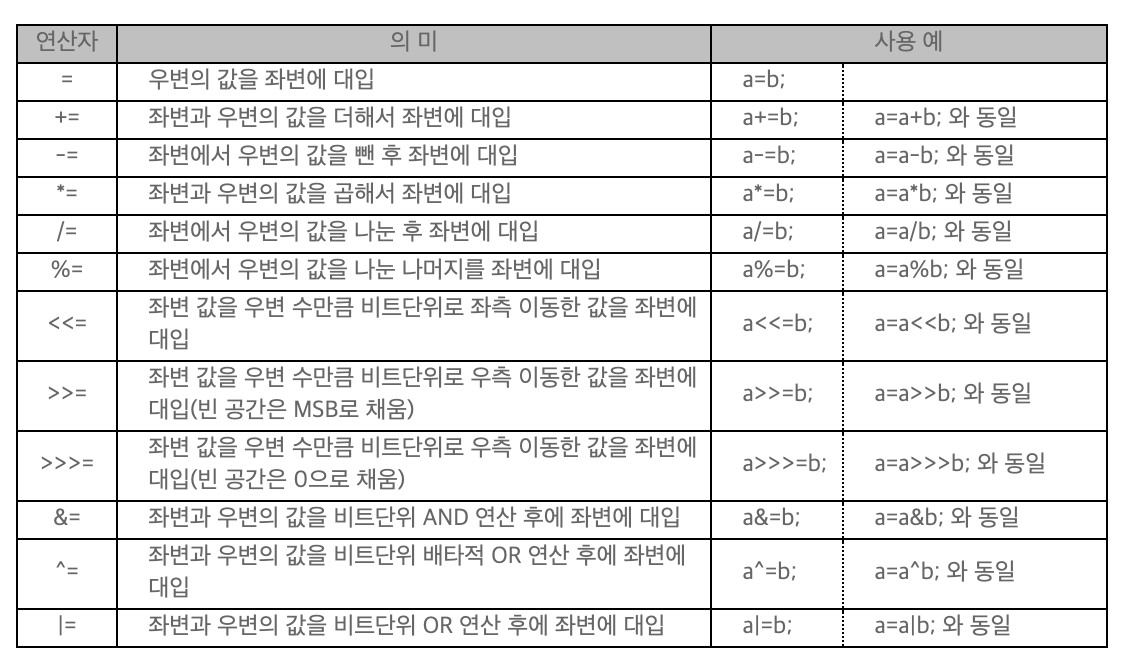 연산자 의 미 사용 예
= 우변의 값을 좌변에 대입 a=b;
+= 좌변과 우변의 값을 더해서 좌변에 대입 a+=b; a=a+b; 와 동일
-= 좌변에서 우변의 값을 뺀 후 좌변에 대입 a-=b; a=a-b; 와 동일
*= 좌변과 우변의 값을 곱해서 좌변에 대입 a*=b; a=a*b; 와 동일
/= 좌변에서 우변의 값을 나눈 후 좌변에 대입 a/=b; a=a/b; 와 동일
%= 좌변에서 우변의 값을 나눈 나머지를 좌변에 대입 a%=b; a=a%b; 와 동일
<<= 좌변 값을 우변 수만큼 비트단위로 좌측 이동한 값을 좌변에
대입 a<<=b; a=a<<b; 와 동일
>>= 좌변 값을 우변 수만큼 비트단위로 우측 이동한 값을 좌변에
대입(빈 공간은 MSB로 채움) a>>=b; a=a>>b; 와 동일
>>>= 좌변 값을 우변 수만큼 비트단위로 우측 이동한 값을 좌변에
대입(빈 공간은 0으로 채움) a>>>=b; a=a>>>b; 와 동일
&= 좌변과 우변의 값을 비트단위 AND 연산 후에 좌변에 대입 a&=b; a=a&b; 와 동일
^= 좌변과 우변의 값을 비트단위 배타적 OR 연산 후에 좌변에
대입 a^=b; a=a^b; 와 동일
|= 좌변과 우변의 값을 비트단위 OR 연산 후에 좌변에 대입 a|=b; a=a|b; 와 동일